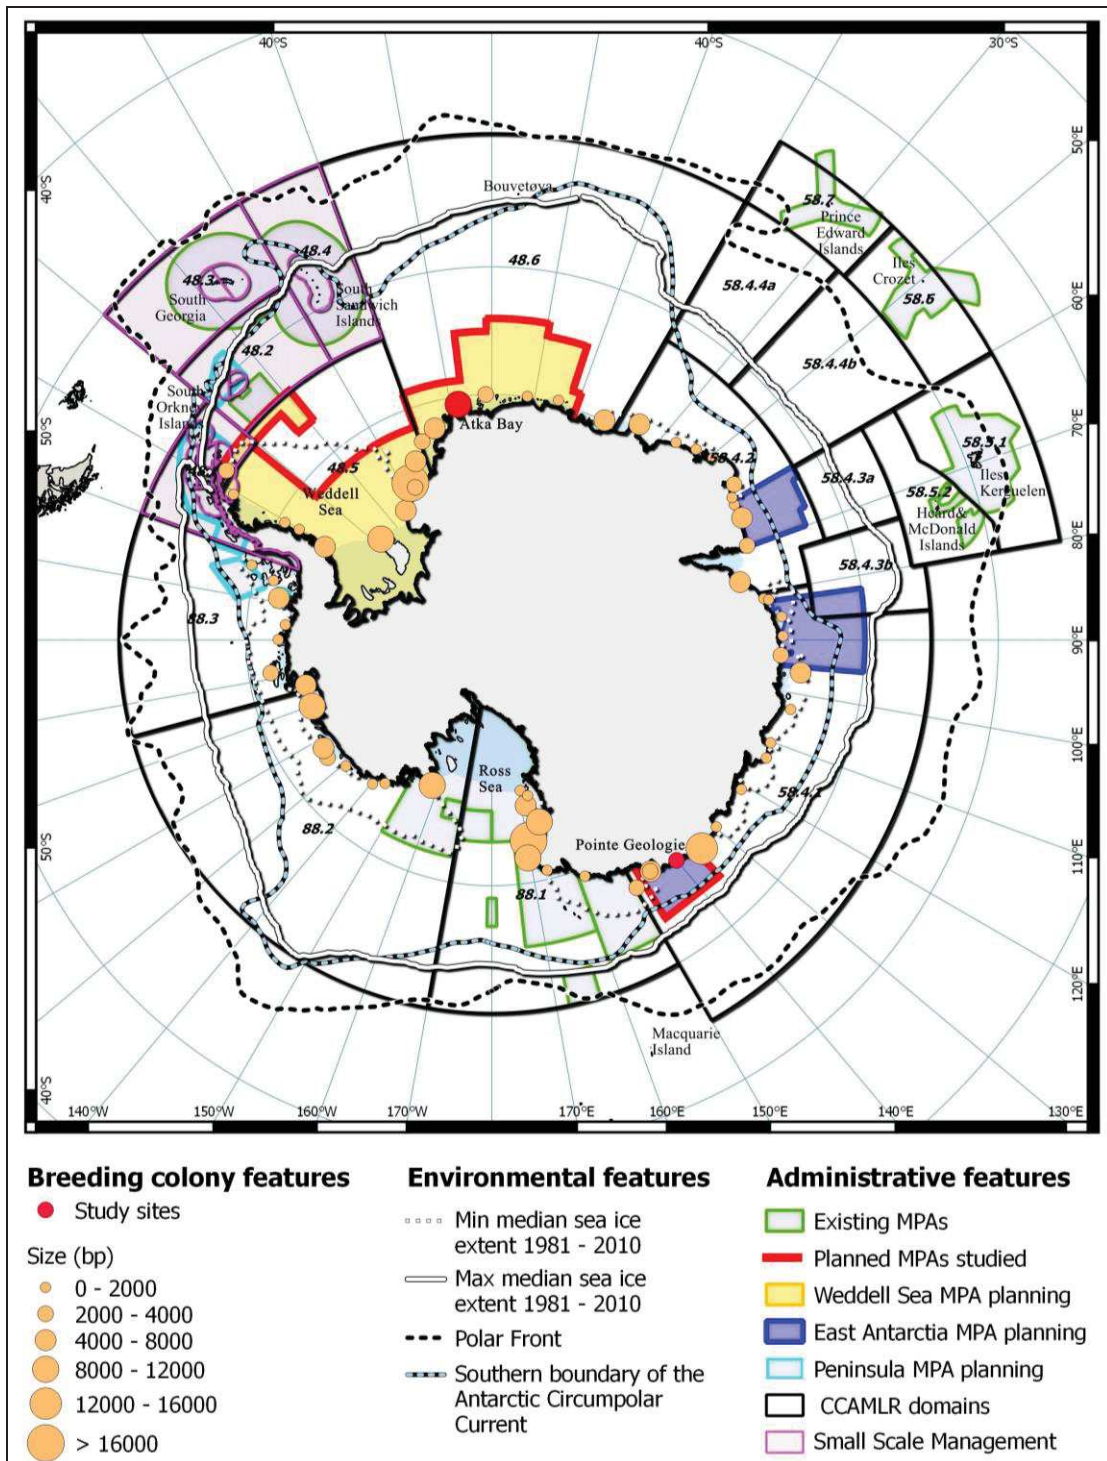 40°S
40°S
30°S
50°E
40°S
Bouvetøya
58.7
Prince
Edward
Islands
48.4
48.6
Iles
Crozet
58.6
48.3
South
Georgia
South
Sandwich
Islands
58.4.4a
60°E
48.2
58.4.4b
South
Orkney
Islands
Atka Bay
50°S
70°E
58.4.2
58.5.1
48.5
Weddell
Sea
58.4.3a
Iles
Kerguelen
58.5.2
Heard&
McDonald
Islands
80°E
58.4.3b
88.3
90°E
100°E
Ross
Sea
58.4.1
88.2
Pointe Geologie
50°S
110°E
88.1
120°E
Macquarie
Island
40°S
140°W
150°W
160°W
170°W
170°E
160°E
150°E
140°E
130°E
Breeding colony features
Study sites
Size (bp)
0 - 2000
2000 - 4000
4000 - 8000
8000 - 12000
12000 - 16000
> 16000
Environmental features
Min median sea ice
extent 1981 - 2010
Max median sea ice
extent 1981 - 2010
Polar Front
Southern boundary of the
Antarctic Circumpolar
Current
Administrative features
Existing MPAs
Planned MPAs studied
Weddell Sea MPA planning
East Antarctia MPA planning
Peninsula MPA planning
CCAMLR domains
Small Scale Management